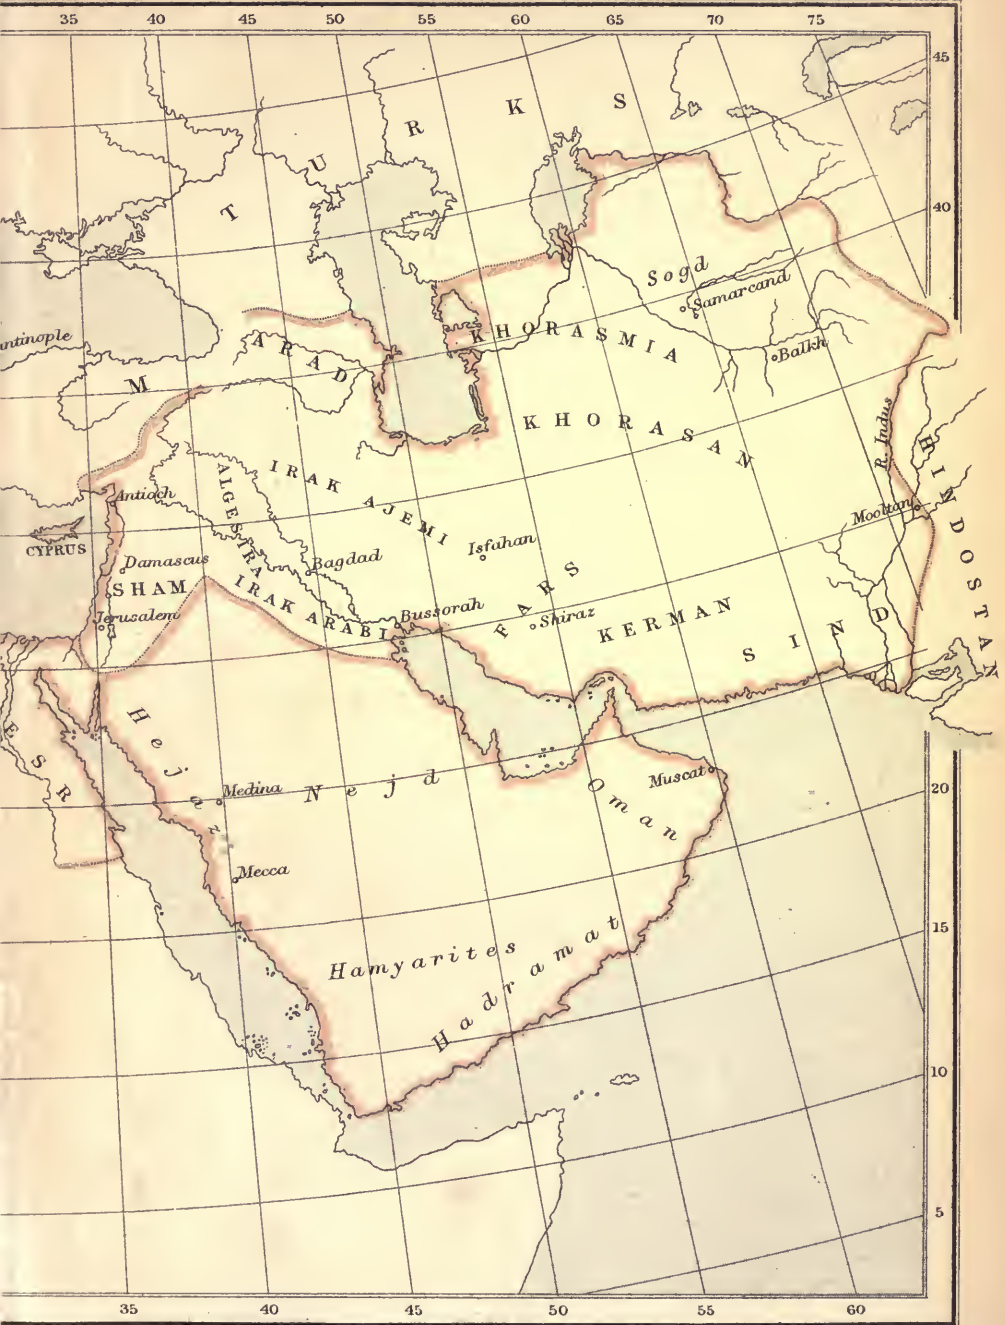 35 40 45 50 55 60 65 70 75
45
T U R K S
40
Sogd
Samarcand
ntinople
KHORASMIA
ARAD
Balkh
M
KHORASAN
R. Indus
HINDOSTAN
IRAK AJEMI
ALGESIRA
Antioch
Mooltan
CYPRUS
Isfahan
Damascus
Bagdad
SHAM
IRAK ARABI
FARS
Jerusalem
Bussorah
Shiraz
KERMAN
SIND
Hejaz
ESR
Muscat
Medina
Nejd
Oman
20
Mecca
15
Hamyarites
Hadramat
10
5
35 40 45 50 55 60